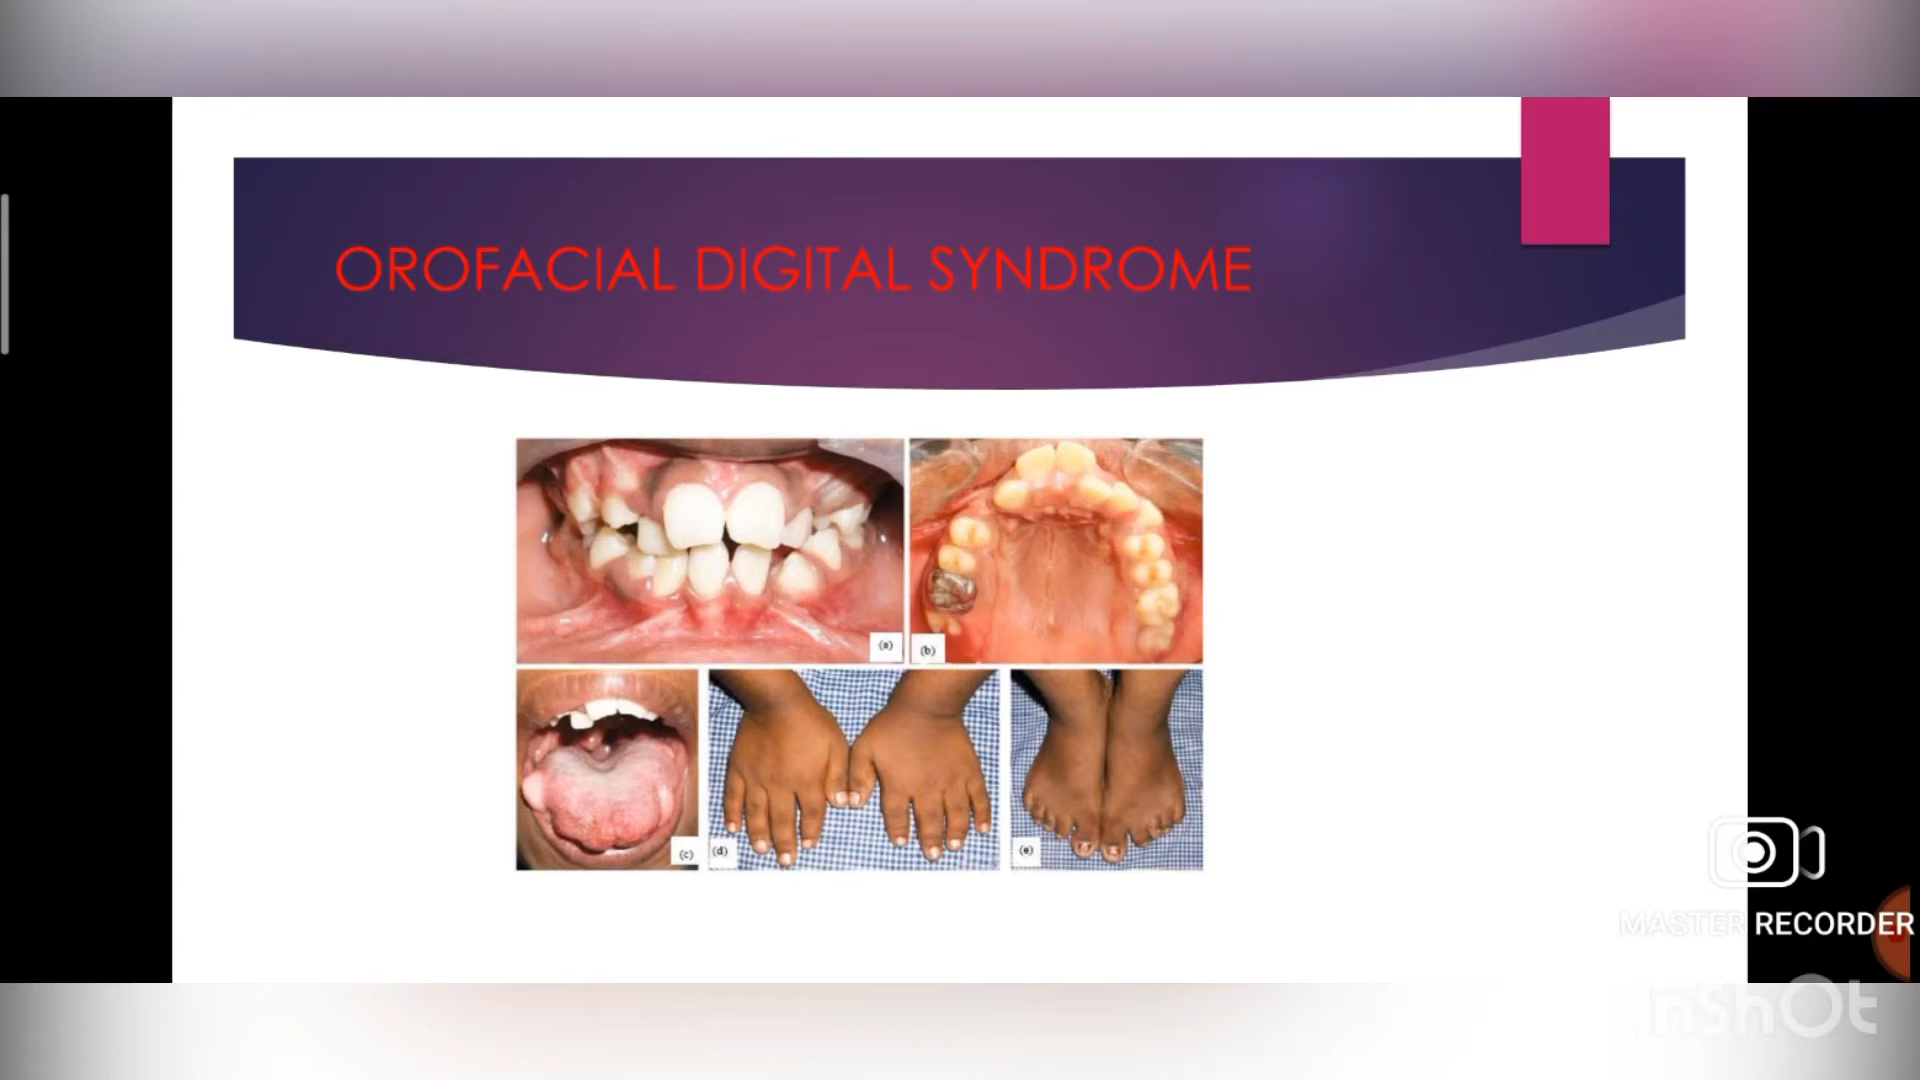 OROFACIAL DIGITAL SYNDROME
(a)
(b)
(c)
(d)
(e)
MASTER RECORDER
InShOt